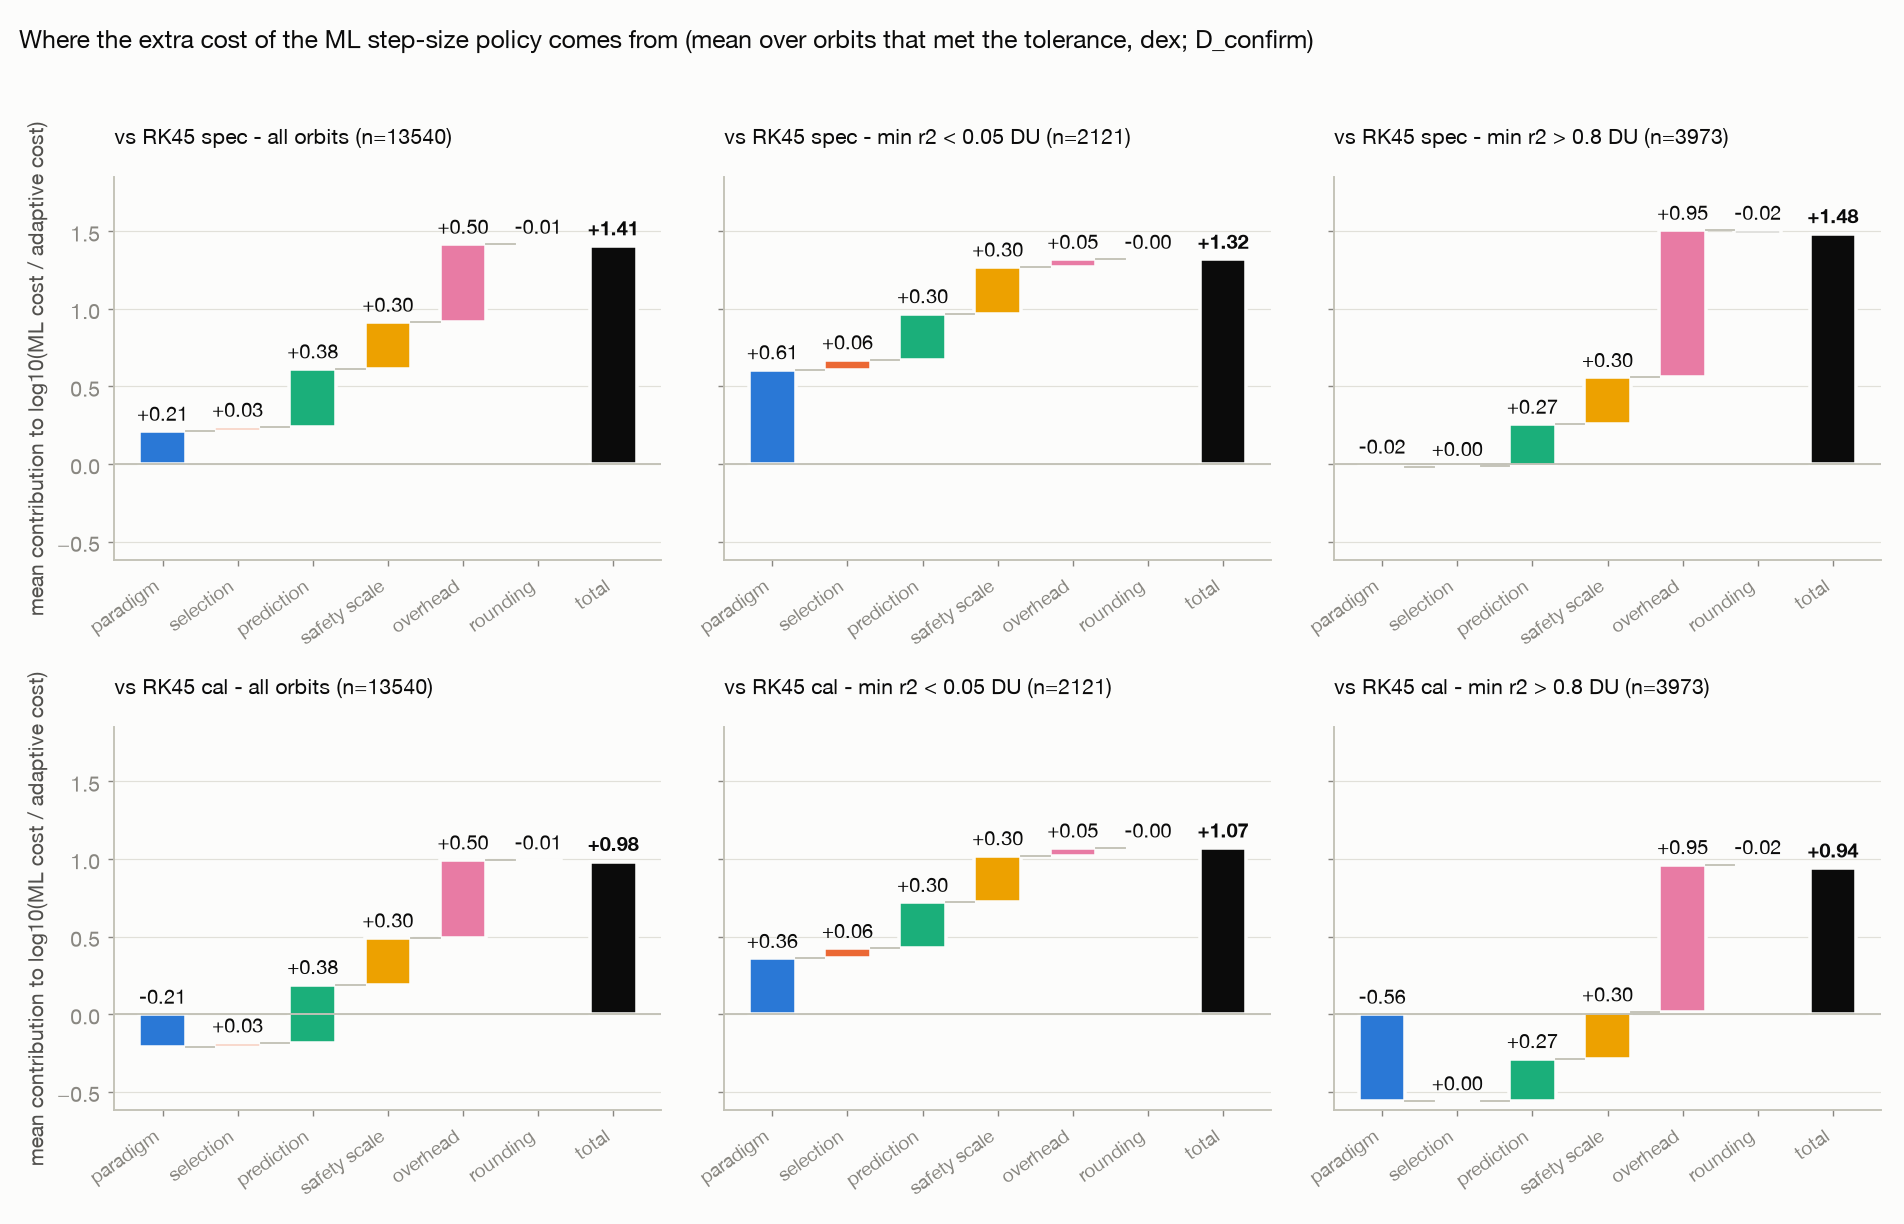 Where the extra cost of the ML step-size policy comes from (mean over orbits that met the tolerance, dex; D_confirm)
vs RK45 spec - all orbits (n=13540)
mean contribution to log10(ML cost / adaptive cost)
1.5
1.0
0.5
0.0
−0.5
+0.21
+0.03
+0.38
+0.30
+0.50
-0.01
+1.41
paradigm
selection
prediction
safety scale
overhead
rounding
total
vs RK45 spec - min r2 < 0.05 DU (n=2121)
+0.61
+0.06
+0.30
+0.30
+0.05
-0.00
+1.32
paradigm
selection
prediction
safety scale
overhead
rounding
total
vs RK45 spec - min r2 > 0.8 DU (n=3973)
-0.02
+0.00
+0.27
+0.30
+0.95
-0.02
+1.48
paradigm
selection
prediction
safety scale
overhead
rounding
total
vs RK45 cal - all orbits (n=13540)
mean contribution to log10(ML cost / adaptive cost)
1.5
1.0
0.5
0.0
−0.5
-0.21
+0.03
+0.38
+0.30
+0.50
-0.01
+0.98
paradigm
selection
prediction
safety scale
overhead
rounding
total
vs RK45 cal - min r2 < 0.05 DU (n=2121)
+0.36
+0.06
+0.30
+0.30
+0.05
-0.00
+1.07
paradigm
selection
prediction
safety scale
overhead
rounding
total
vs RK45 cal - min r2 > 0.8 DU (n=3973)
-0.56
+0.00
+0.27
+0.30
+0.95
-0.02
+0.94
paradigm
selection
prediction
safety scale
overhead
rounding
total